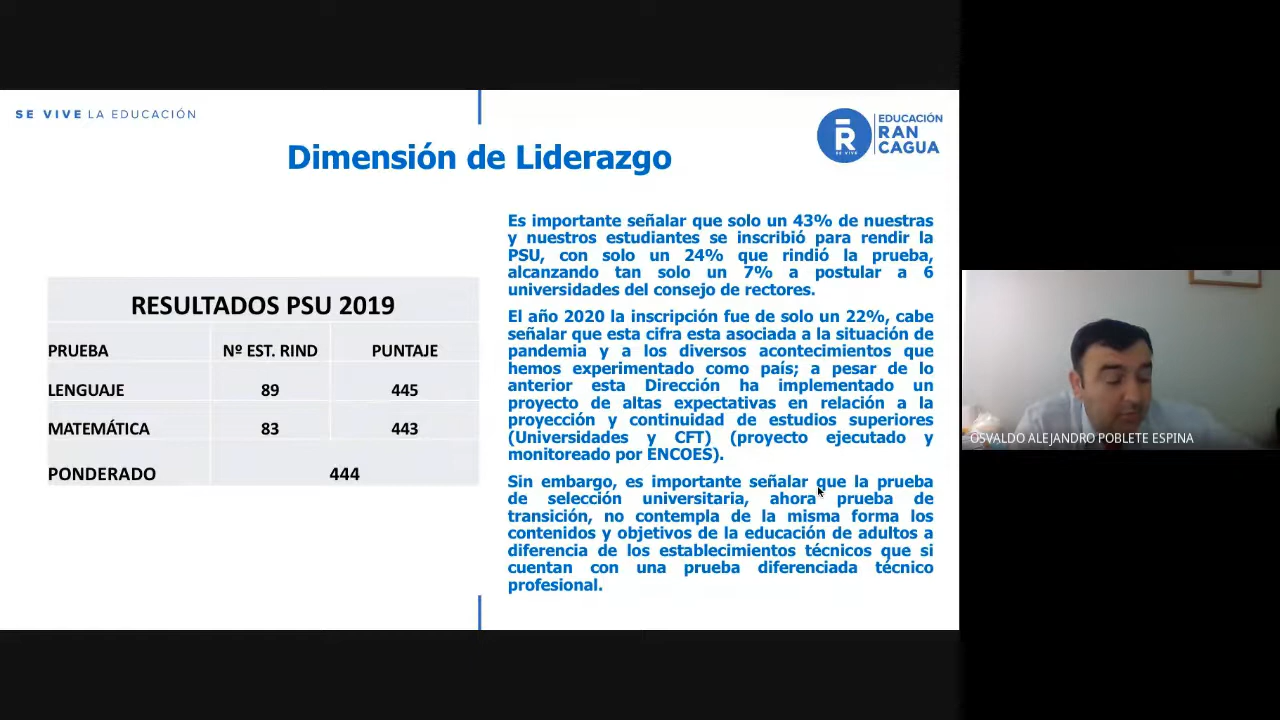 SE VIVE LA EDUCACIÓN
EDUCACIÓN
RAN
CAGUA
R
SE VIVE
Dimensión de Liderazgo
RESULTADOS PSU 2019
PRUEBA Nº EST. RIND PUNTAJE
LENGUAJE 89 445
MATEMÁTICA 83 443
PONDERADO 444
Es importante señalar que solo un 43% de nuestras
y nuestros estudiantes se inscribió para rendir la
PSU, con solo un 24% que rindió la prueba,
alcanzando tan solo un 7% a postular a 6
universidades del consejo de rectores.
El año 2020 la inscripción fue de solo un 22%, cabe
señalar que esta cifra esta asociada a la situación de
pandemia y a los diversos acontecimientos que
hemos experimentado como país; a pesar de lo
anterior esta Dirección ha implementado un
proyecto de altas expectativas en relación a la
proyección y continuidad de estudios superiores
(Universidades y CFT) (proyecto ejecutado y
monitoreado por ENCOES).
Sin embargo, es importante señalar que la prueba
de selección universitaria, ahora prueba de
transición, no contempla de la misma forma los
contenidos y objetivos de la educación de adultos a
diferencia de los establecimientos técnicos que si
cuentan con una prueba diferenciada técnico
profesional.
OSVALDO ALEJANDRO POBLETE ESPINA